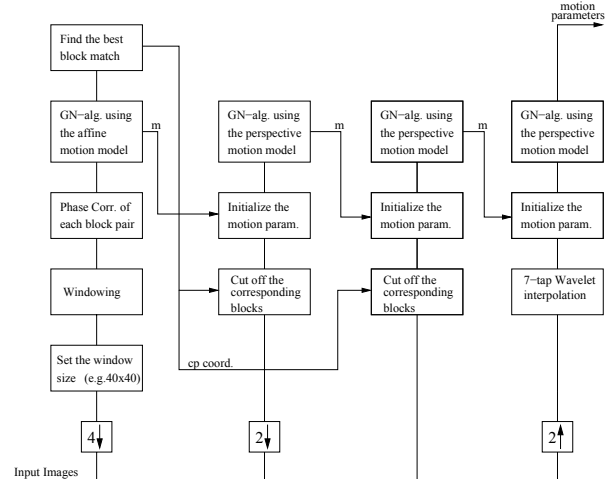 motion
parameters
Find the best
block match
GN-alg. using
the affine
motion model
m
GN-alg. using
the perspective
motion model
m
GN-alg. using
the perspective
motion model
m
GN-alg. using
the perspective
motion model
Phase Corr. of
each block pair
Initialize the
motion param.
Initialize the
motion param.
Initialize the
motion param.
Windowing
Cut off the
corresponding
blocks
Cut off the
corresponding
blocks
7-tap Wavelet
interpolation
Set the window
size (e.g.40x40)
cp coord.
4
2
2
Input Images